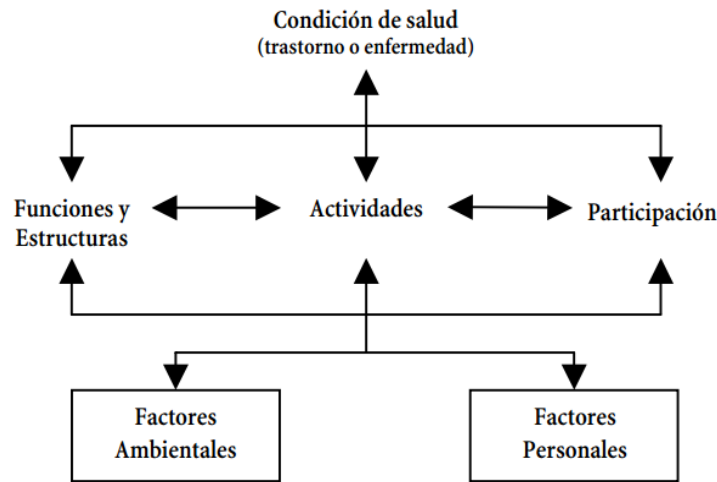 Condición de salud
(trastorno o enfermedad)
Funciones y
Estructuras
Actividades
Participación
Factores
Ambientales
Factores
Personales